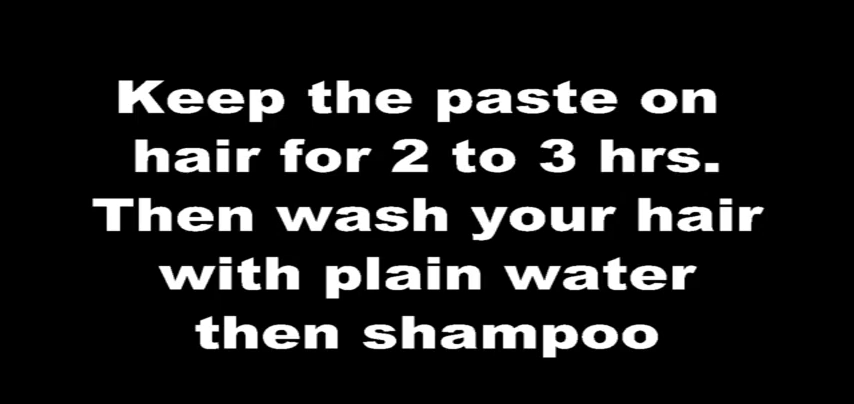 Keep the paste on
hair for 2 to 3 hrs.
Then wash your hair
with plain water
then shampoo